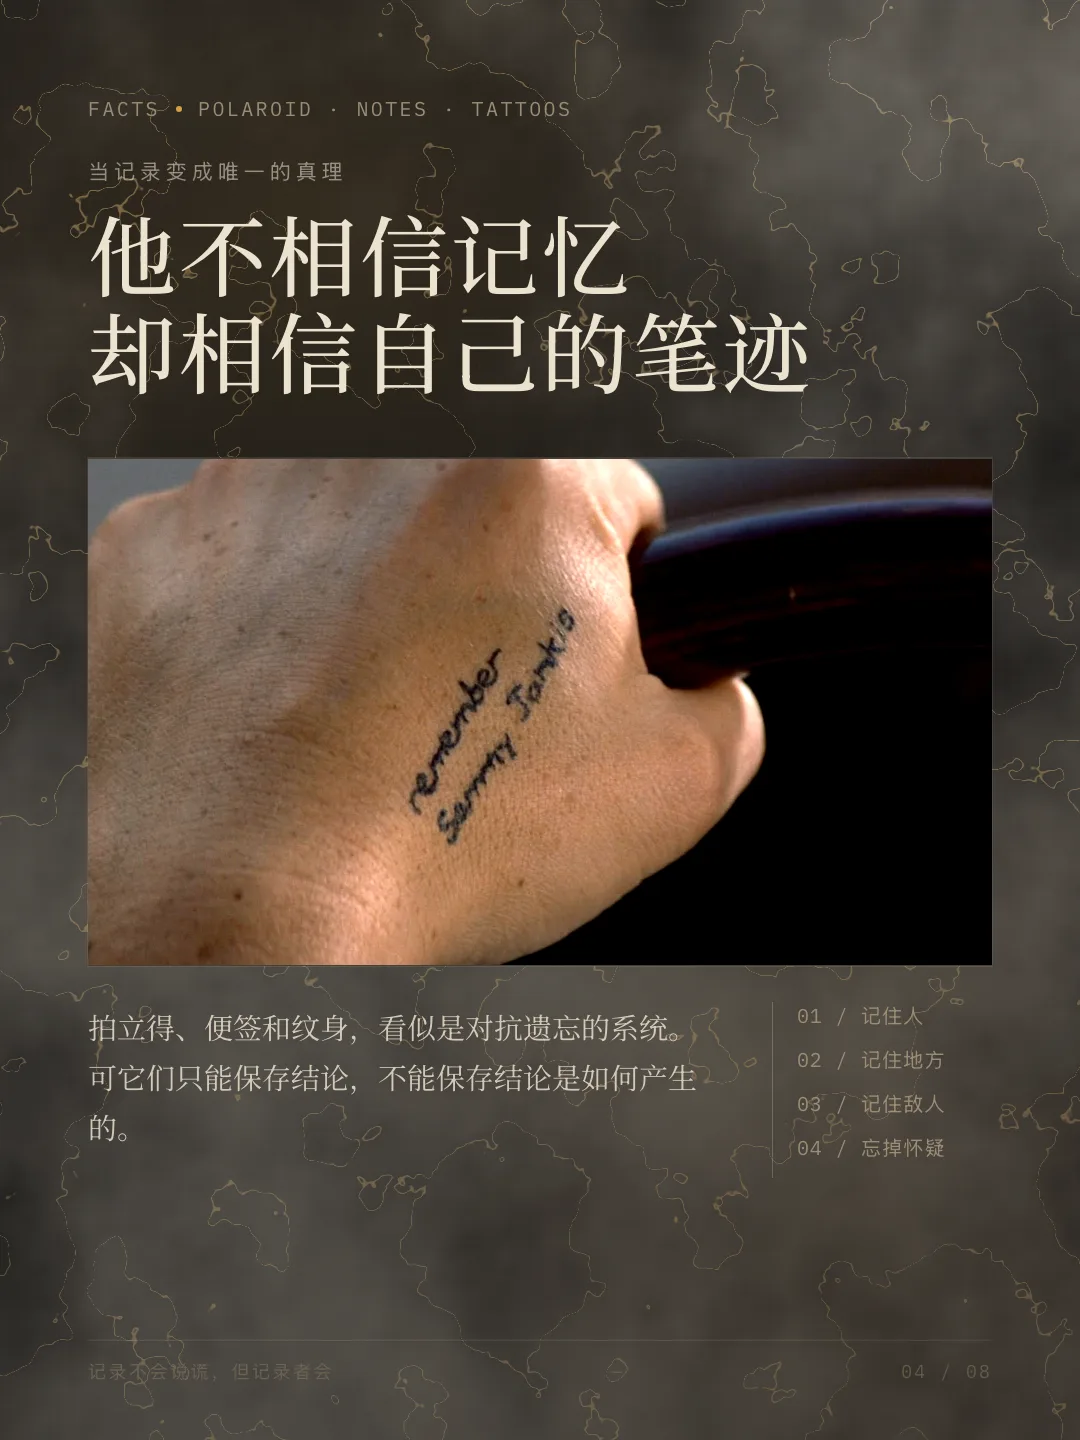 FACTS • POLAROID · NOTES · TATTOOS
当记录变成唯一的真理
他不相信记忆
却相信自己的笔迹
remember
Sammy Jankis
拍立得、便签和纹身，看似是对抗遗忘的系统。
可它们只能保存结论，不能保存结论是如何产生
的。
01 / 记住人
02 / 记住地方
03 / 记住敌人
04 / 忘掉怀疑
记录不会说谎，但记录者会
04 / 08